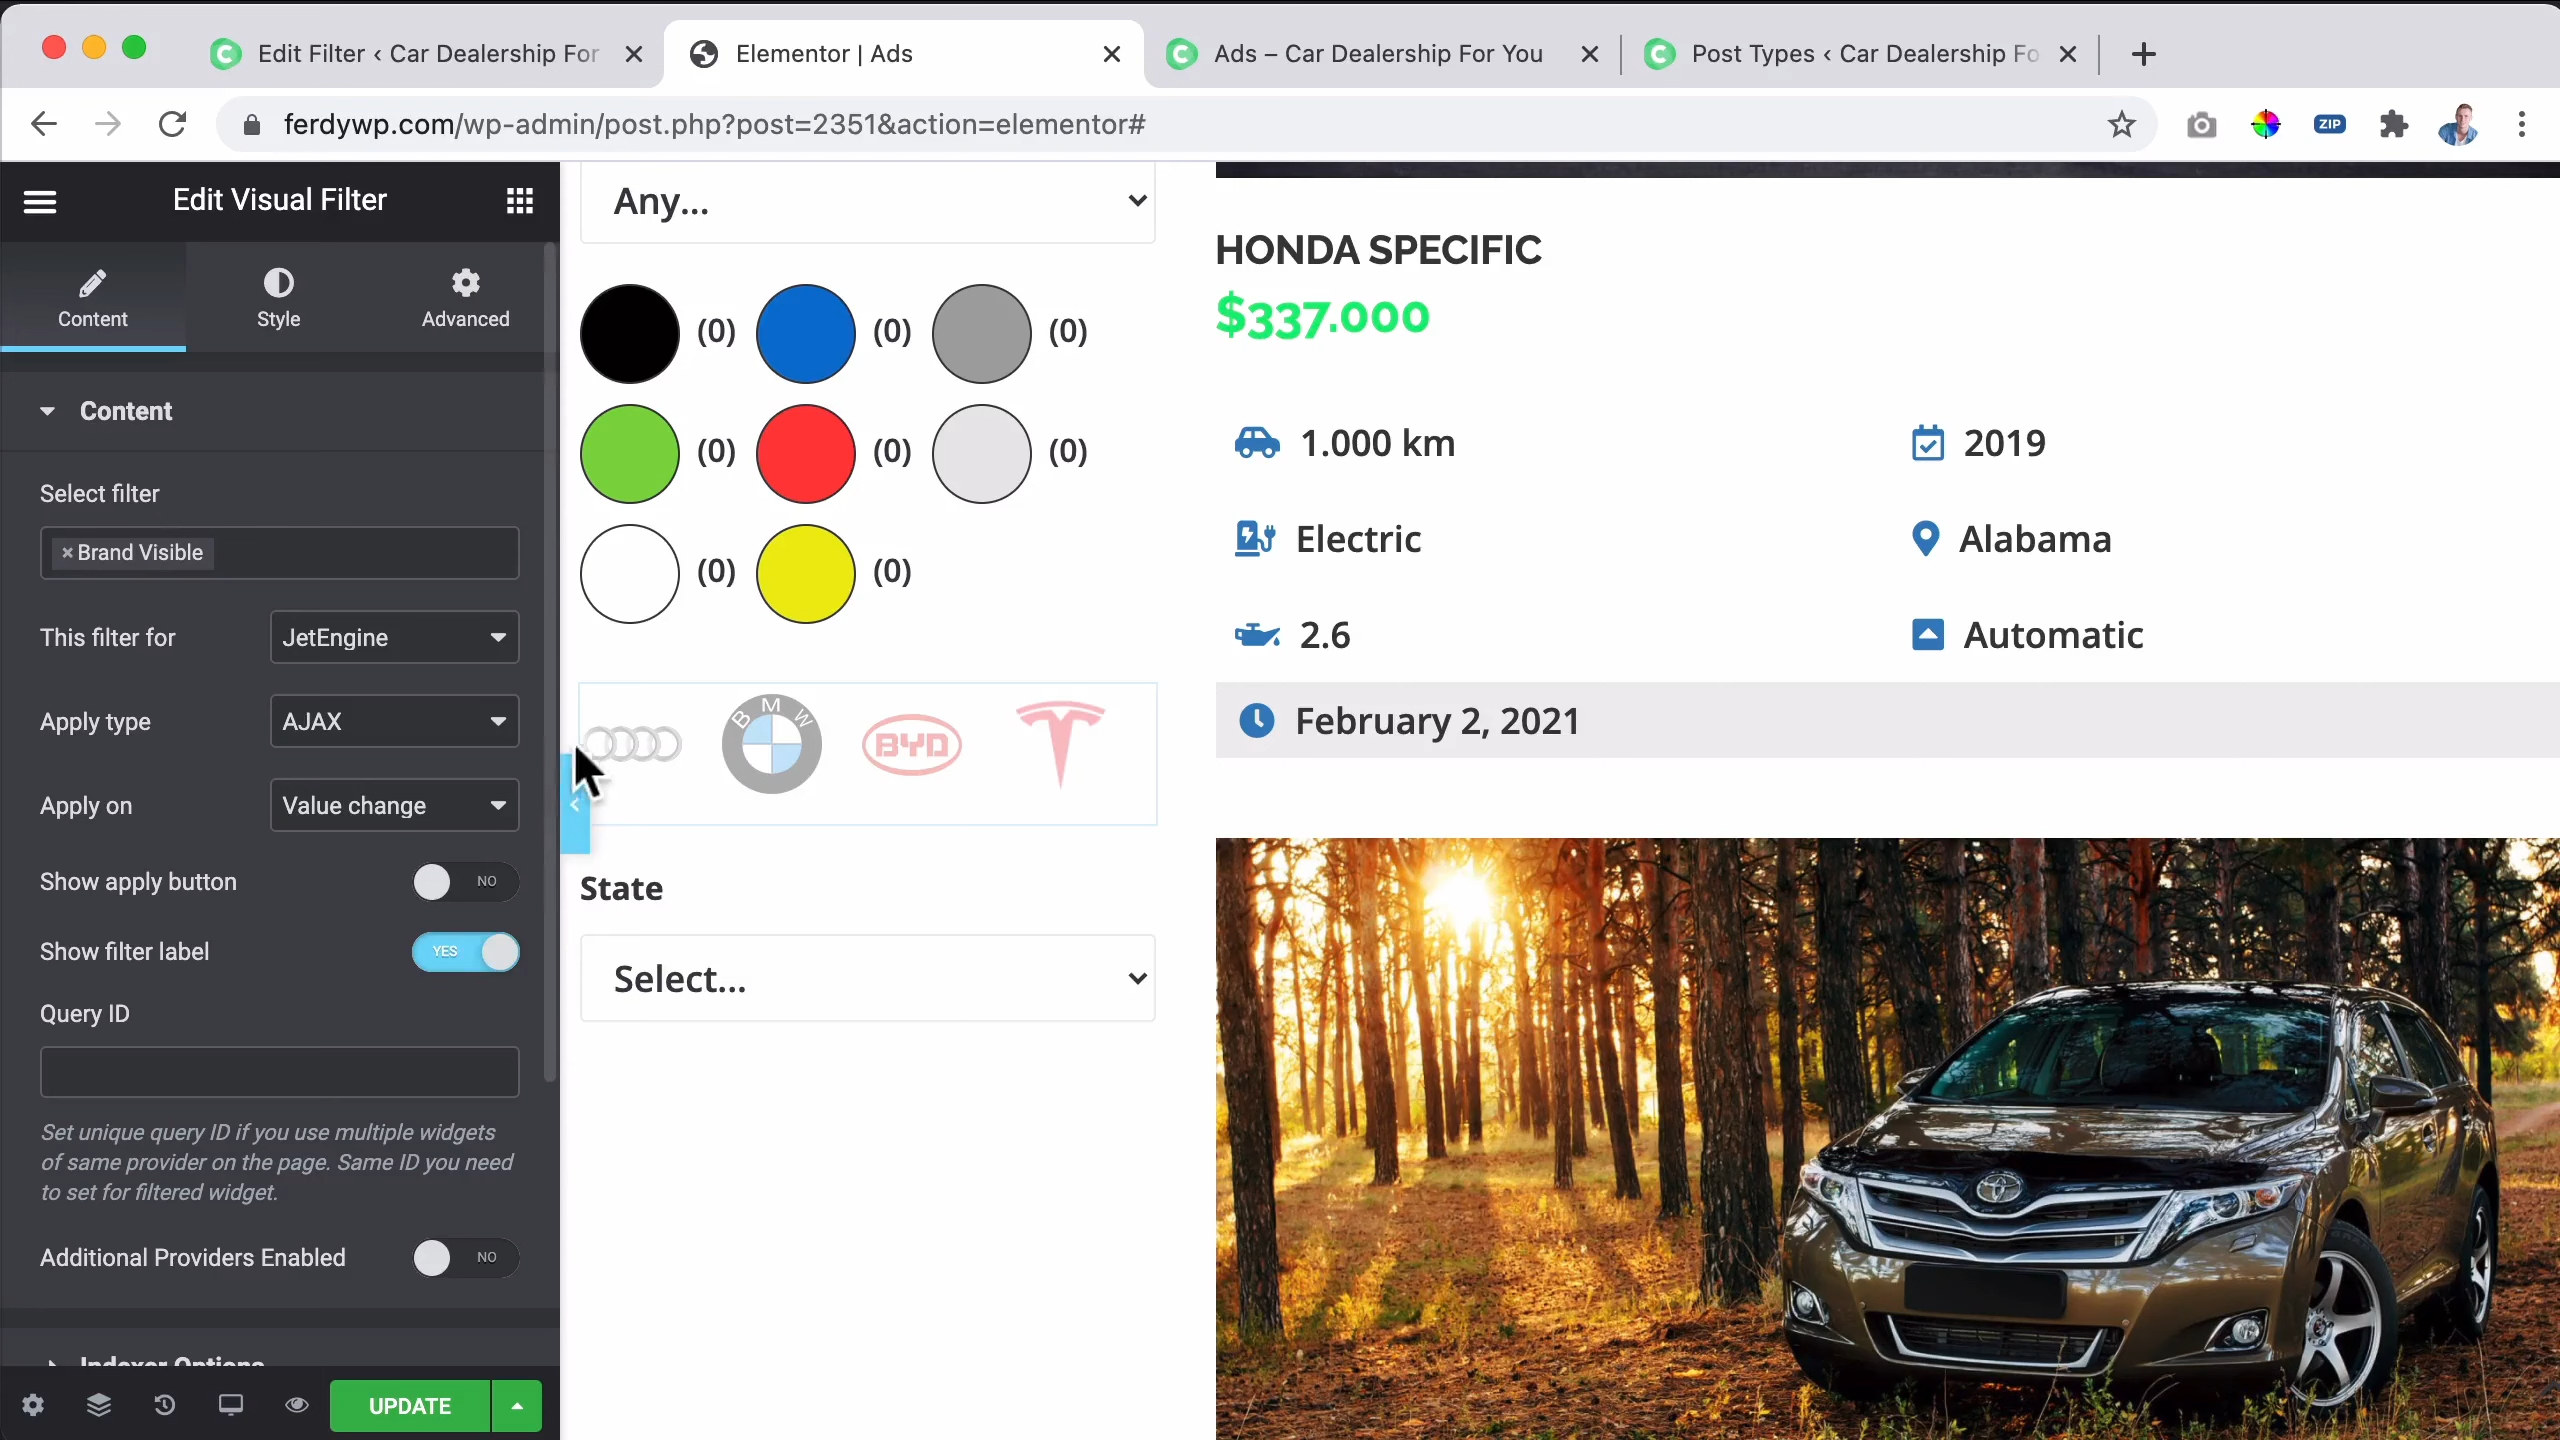 Edit Filter ‹ Car Dealership For
Elementor | Ads
Ads – Car Dealership For You
Post Types ‹ Car Dealership Fo
ferdywp.com/wp-admin/post.php?post=2351&action=elementor#
ZIP
Edit Visual Filter
Content
Style
Advanced
Content
Select filter
× Brand Visible
This filter for
JetEngine
Apply type
AJAX
Apply on
Value change
Show apply button
NO
Show filter label
YES
Query ID
Set unique query ID if you use multiple widgets
of same provider on the page. Same ID you need
to set for filtered widget.
Additional Providers Enabled
NO
Indexer Options
UPDATE
Any...
(0) (0) (0)
(0) (0) (0)
(0) (0)
BMW
BYD
State
Select...
HONDA SPECIFIC
$337.000
1.000 km
2019
Electric
Alabama
2.6
Automatic
February 2, 2021